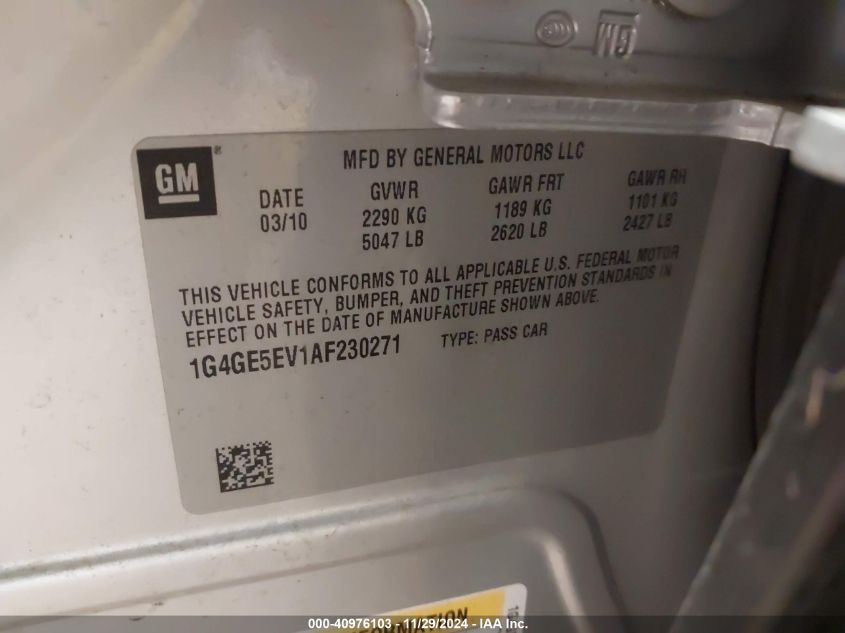 GM
GM ®
MFD BY GENERAL MOTORS LLC
DATE GVWR GAWR FRT GAWR RR
03/10 2290 KG 1189 KG 1101 KG
5047 LB 2620 LB 2427 LB
THIS VEHICLE CONFORMS TO ALL APPLICABLE U.S. FEDERAL MOTOR
VEHICLE SAFETY, BUMPER, AND THEFT PREVENTION STANDARDS IN
EFFECT ON THE DATE OF MANUFACTURE SHOWN ABOVE.
1G4GE5EV1AF230271 TYPE: PASS CAR
000-40976103 - 11/29/2024 - IAA Inc.